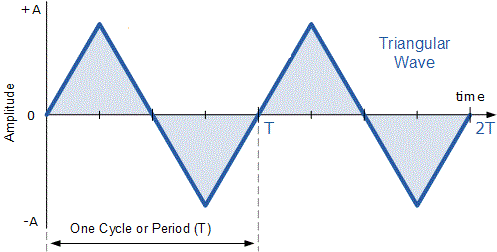 +A
Triangular
Wave
Amplitude
0
time
T
2T
-A
One Cycle or Period (T)